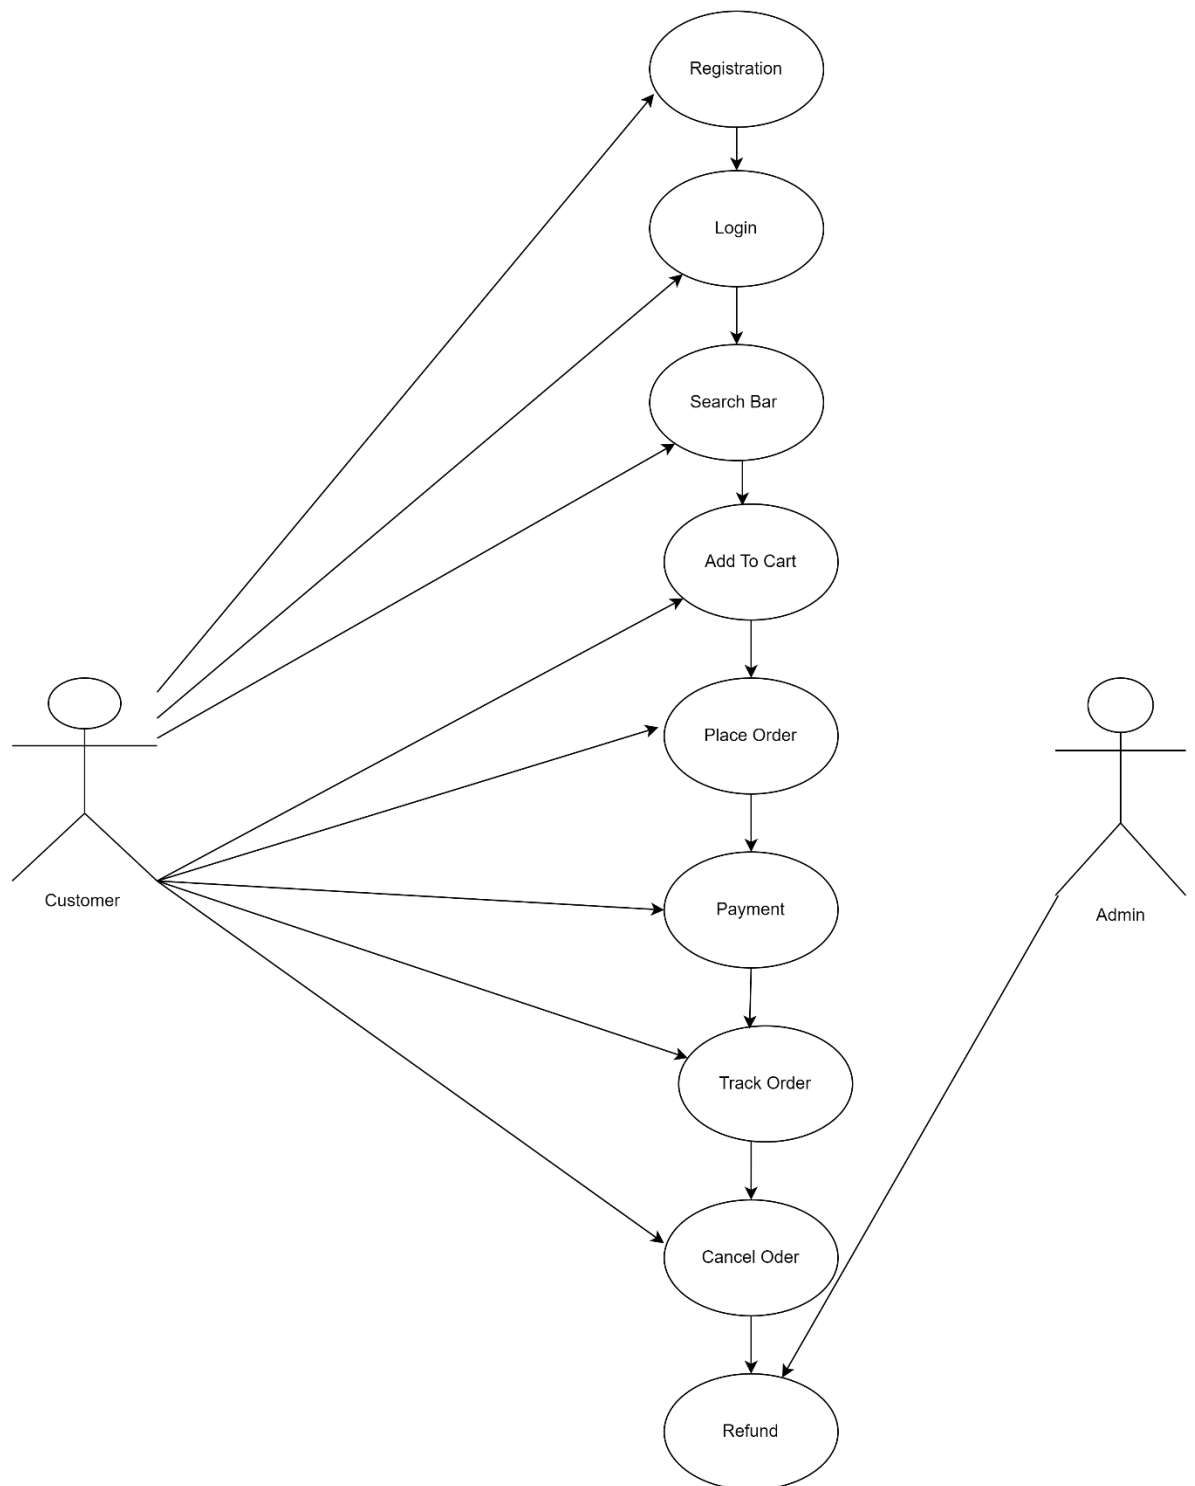 Registration
Login
Search Bar
Add To Cart
Place Order
Payment
Customer
Admin
Track Order
Cancel Oder
Refund